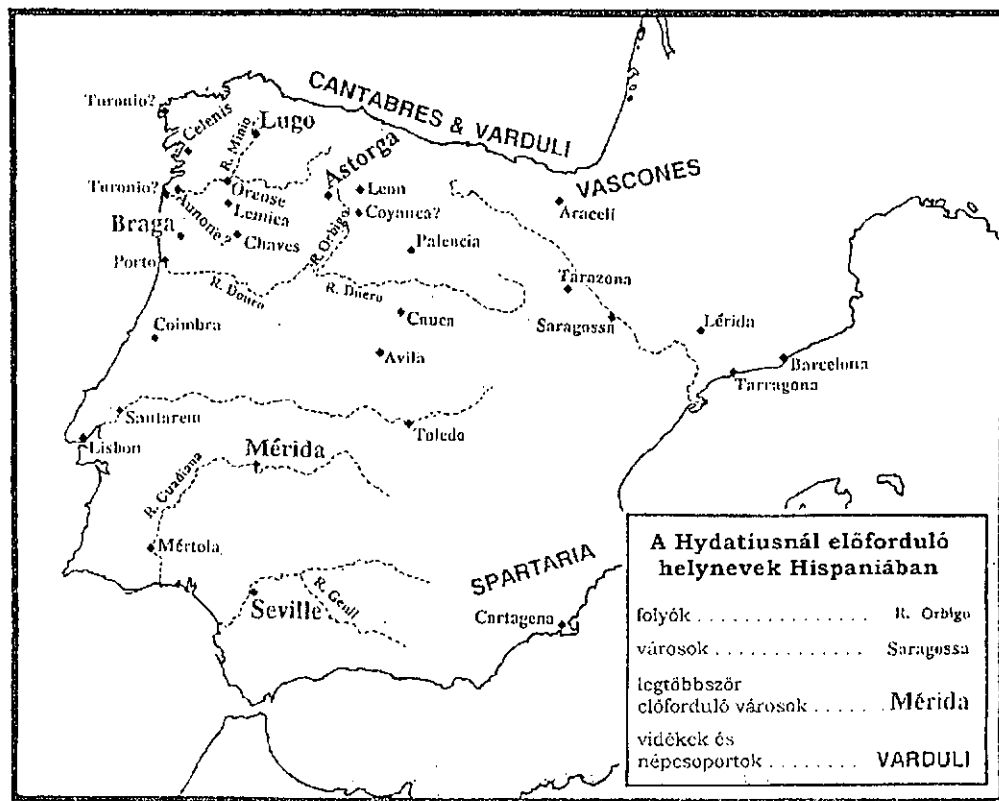 CANTABRES & VARDULI
Turonio?
Celenis
R. Minio
Lugo
Astorga
VASCONES
Turonio?
Orense
Leon
Araceli
Aunone?
Lemica
Coyanca?
Braga
Chaves
R. Orbigo
Palencia
Porto
R. Douro
R. Duero
Tarazona
Cauca
Saragossa
Lérida
Coimbra
Avila
Barcelona
Tarragona
Santarem
Lisbon
Toledo
Mérida
R. Guadiana
Mértola
SPARTARIA
Seville
R. Genil
Cartagena
A Hydatiusnál előforduló
helynevek Hispaniában
folyók . . . . . . . . . . . . . . . R. Orbigo
városok . . . . . . . . . . . . Saragossa
legtöbbször
előforduló városok . . . . . Mérida
vidékek és
népcsoportok . . . . . . . . VARDULI